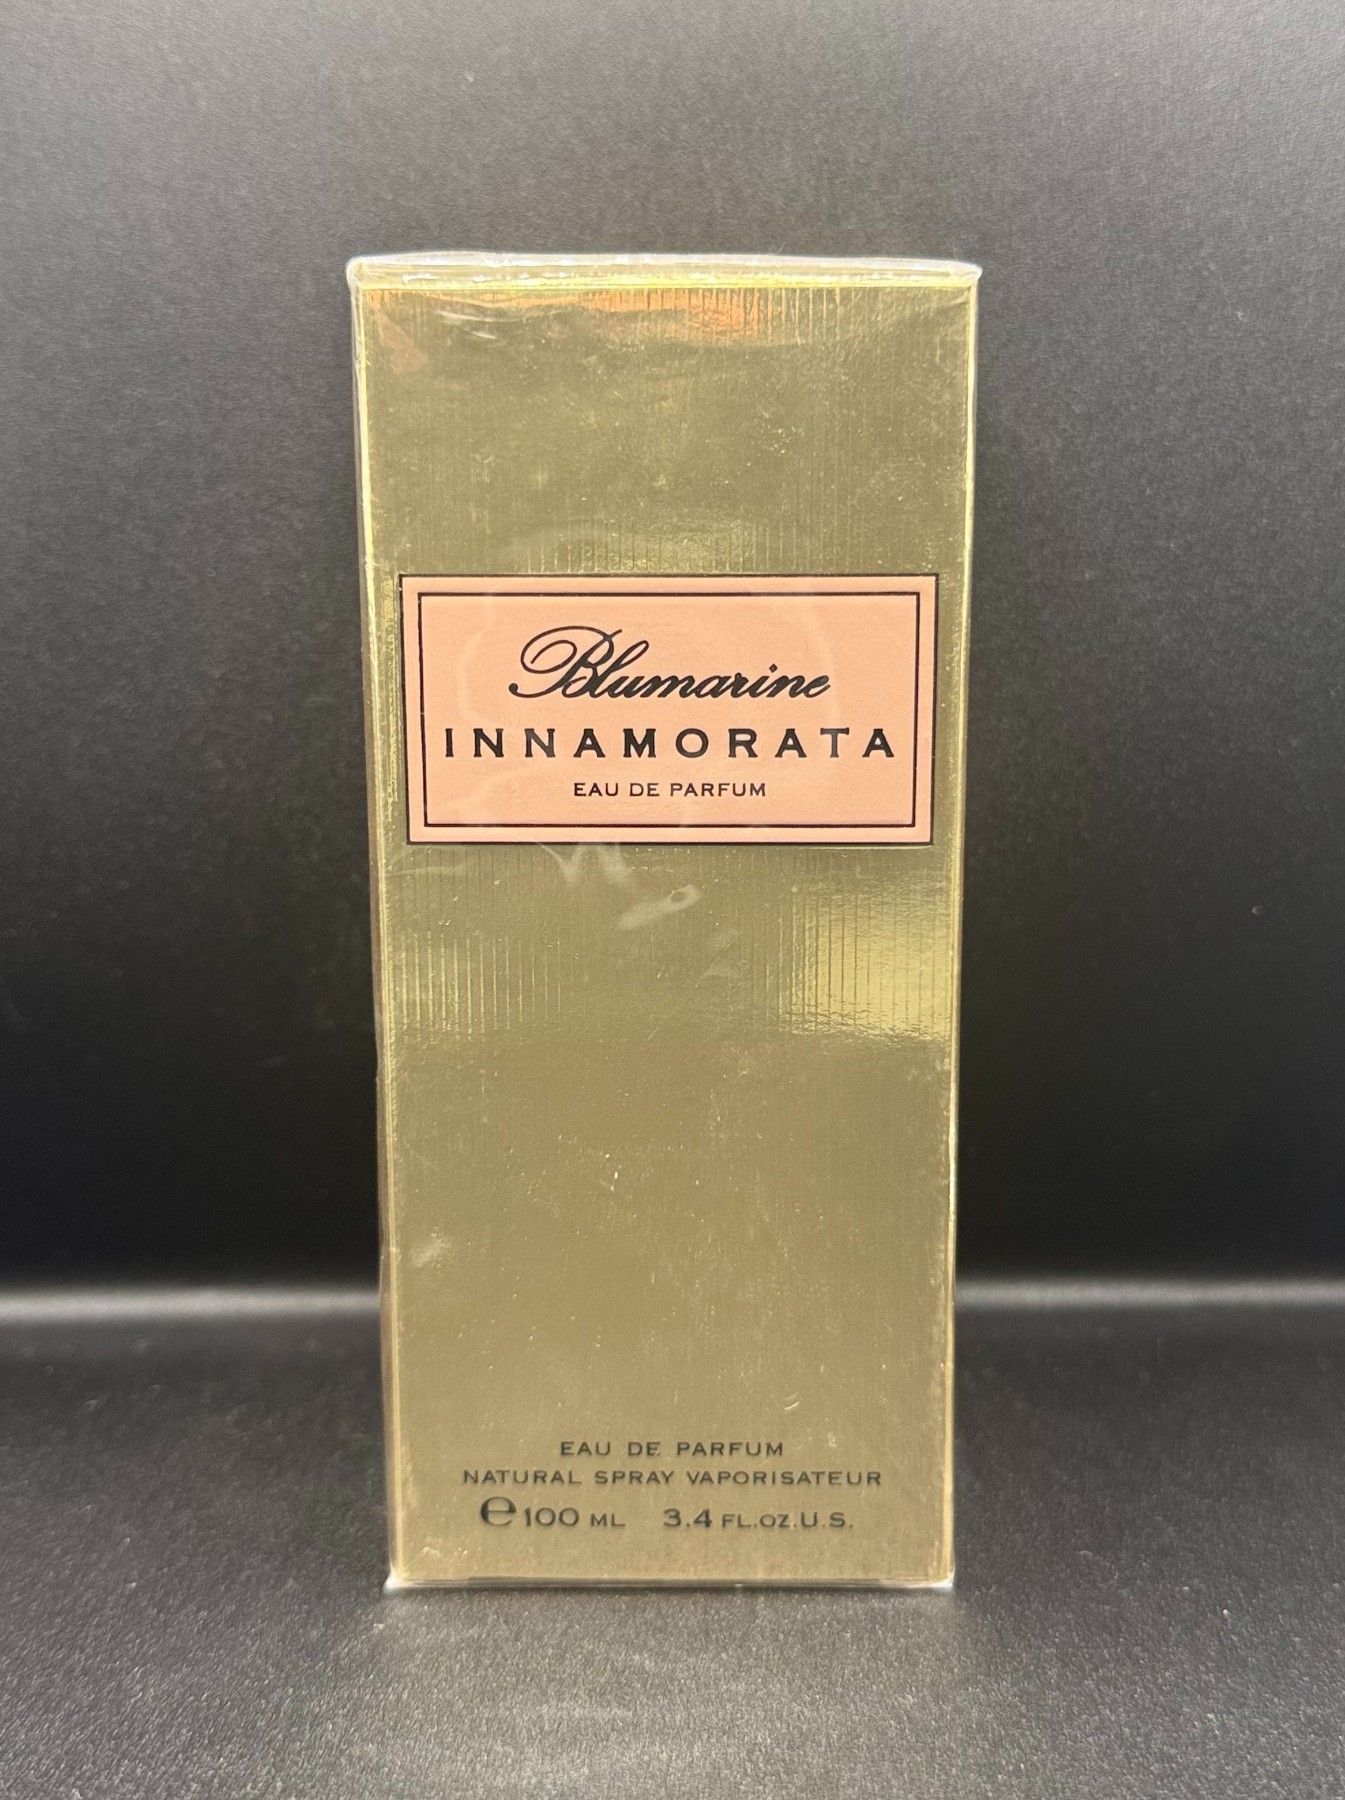 Blumarine
INNAMORATA
EAU DE PARFUM
EAU DE PARFUM
NATURAL SPRAY VAPORISATEUR
℮ 100 ML 3.4 FL.OZ.U.S.